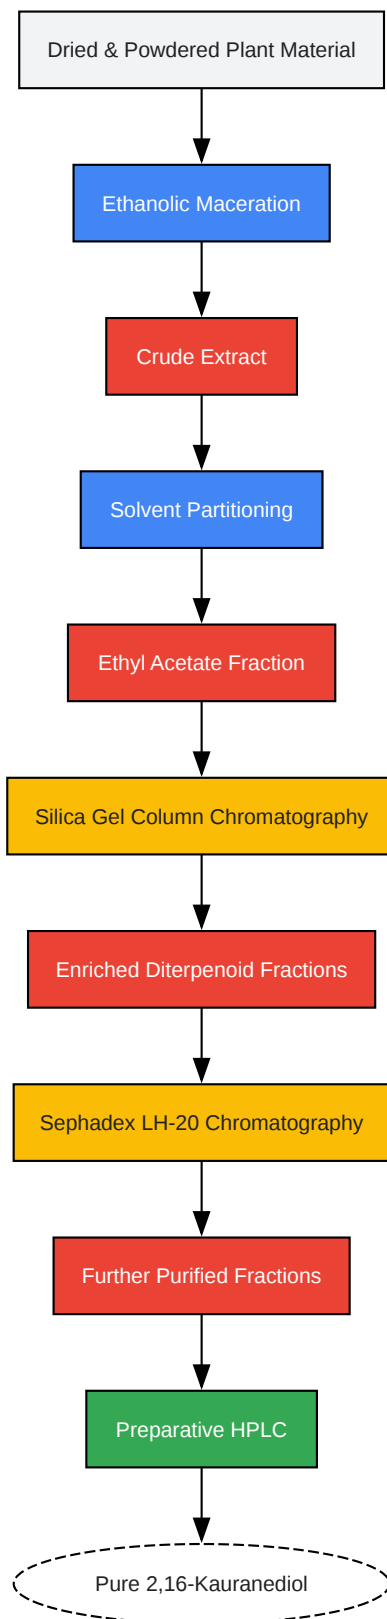 Dried & Powdered Plant Material
Ethanolic Maceration
Crude Extract
Solvent Partitioning
Ethyl Acetate Fraction
Silica Gel Column Chromatography
Enriched Diterpenoid Fractions
Sephadex LH-20 Chromatography
Further Purified Fractions
Preparative HPLC
Pure 2,16-Kauranediol